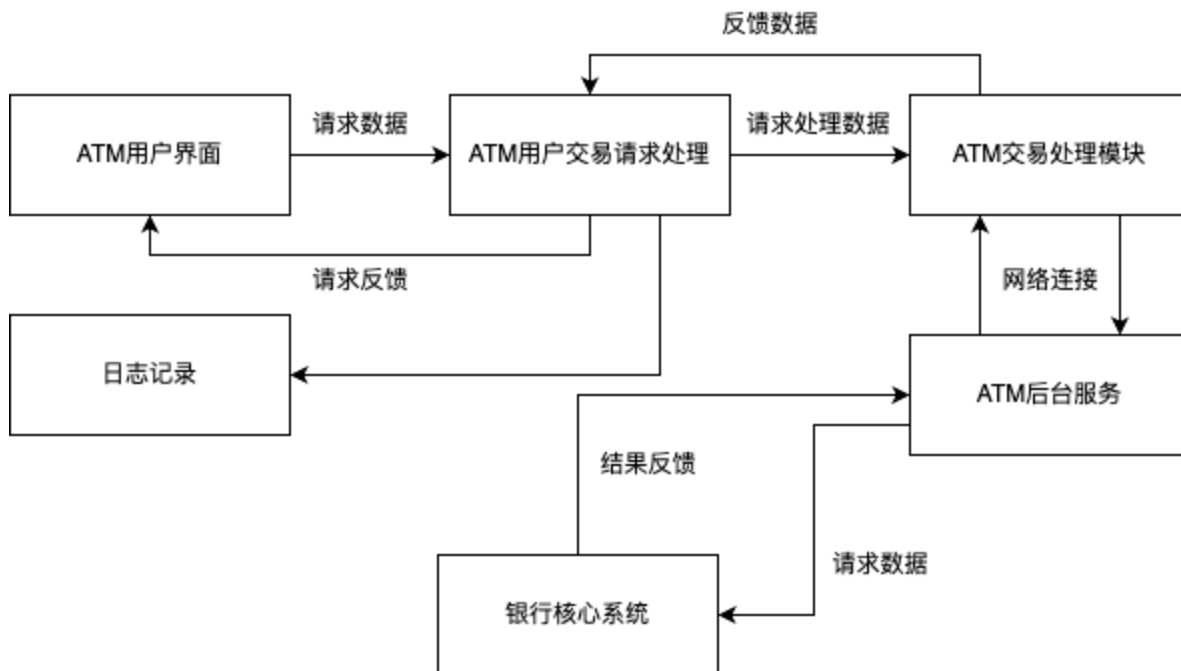 反馈数据
请求数据
请求处理数据
ATM用户界面
ATM用户交易请求处理
ATM交易处理模块
请求反馈
网络连接
日志记录
ATM后台服务
结果反馈
请求数据
银行核心系统